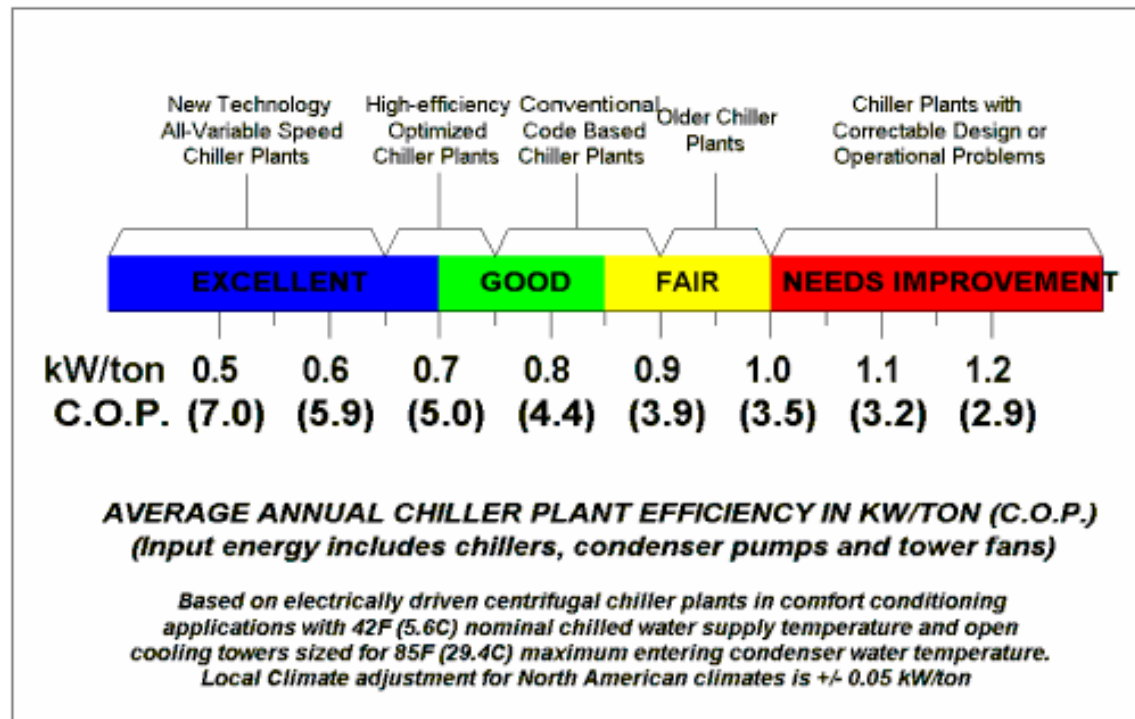 New Technology
All-Variable Speed
Chiller Plants
High-efficiency
Optimized
Chiller Plants
Conventional
Code Based
Chiller Plants
Older Chiller
Plants
Chiller Plants with
Correctable Design or
Operational Problems
EXCELLENT GOOD FAIR NEEDS IMPROVEMENT
kW/ton 0.5 0.6 0.7 0.8 0.9 1.0 1.1 1.2
C.O.P. (7.0) (5.9) (5.0) (4.4) (3.9) (3.5) (3.2) (2.9)
AVERAGE ANNUAL CHILLER PLANT EFFICIENCY IN KW/TON (C.O.P.)
(Input energy includes chillers, condenser pumps and tower fans)
Based on electrically driven centrifugal chiller plants in comfort conditioning
applications with 42F (5.6C) nominal chilled water supply temperature and open
cooling towers sized for 85F (29.4C) maximum entering condenser water temperature.
Local Climate adjustment for North American climates is +/- 0.05 kW/ton